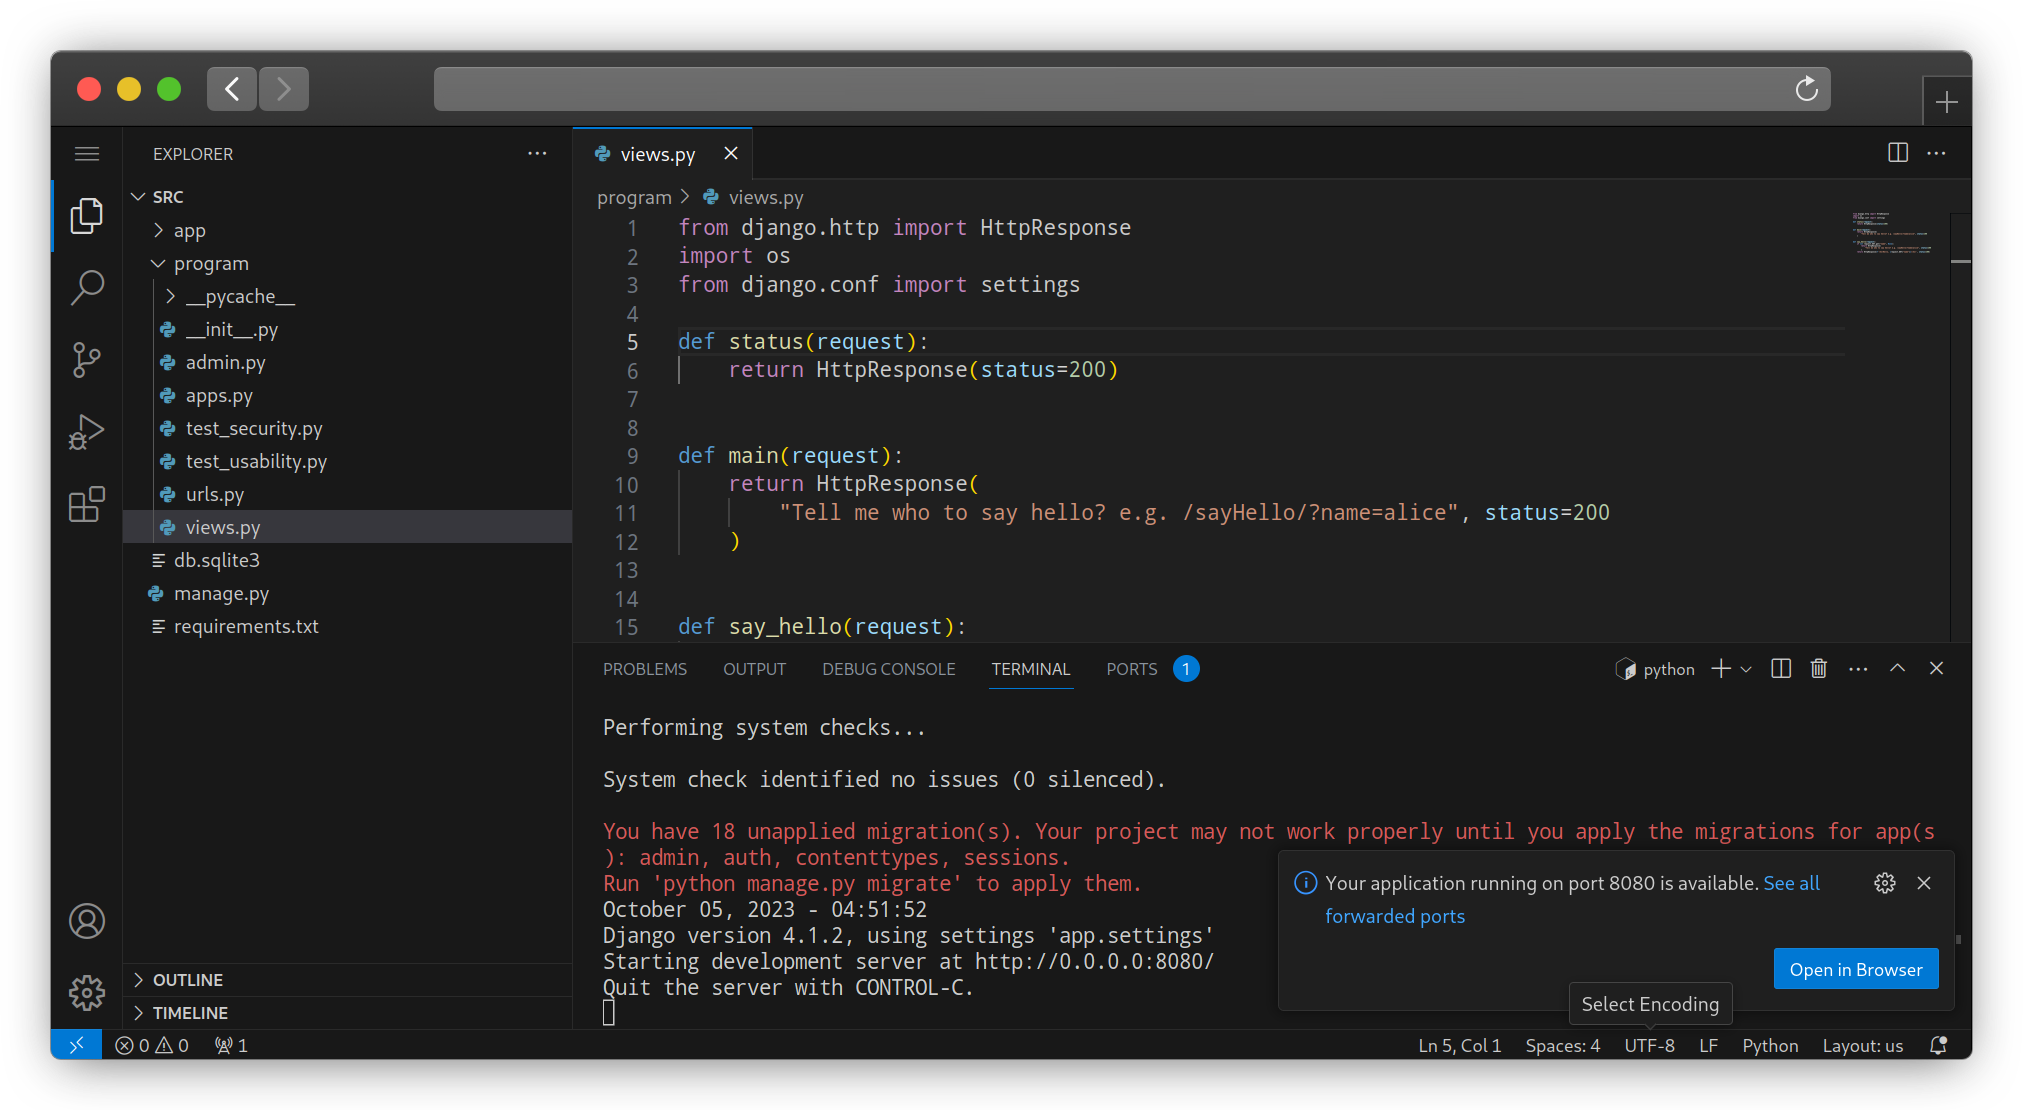 EXPLORER
SRC
app
program
__pycache__
__init__.py
admin.py
apps.py
test_security.py
test_usability.py
urls.py
views.py
db.sqlite3
manage.py
requirements.txt
OUTLINE
TIMELINE
views.py
program > views.py
1 from django.http import HttpResponse
2 import os
3 from django.conf import settings
4
5 def status(request):
6     return HttpResponse(status=200)
7
8
9 def main(request):
10     return HttpResponse(
11         "Tell me who to say hello? e.g. /sayHello/?name=alice", status=200
12     )
13
14
15 def say_hello(request):
PROBLEMS OUTPUT DEBUG CONSOLE TERMINAL PORTS 1
python
Performing system checks...
System check identified no issues (0 silenced).
You have 18 unapplied migration(s). Your project may not work properly until you apply the migrations for app(s
): admin, auth, contenttypes, sessions.
Run 'python manage.py migrate' to apply them.
October 05, 2023 - 04:51:52
Django version 4.1.2, using settings 'app.settings'
Starting development server at http://0.0.0.0:8080/
Quit the server with CONTROL-C.
Your application running on port 8080 is available. See all
forwarded ports
Open in Browser
Select Encoding
0 0 1
Ln 5, Col 1 Spaces: 4 UTF-8 LF Python Layout: us